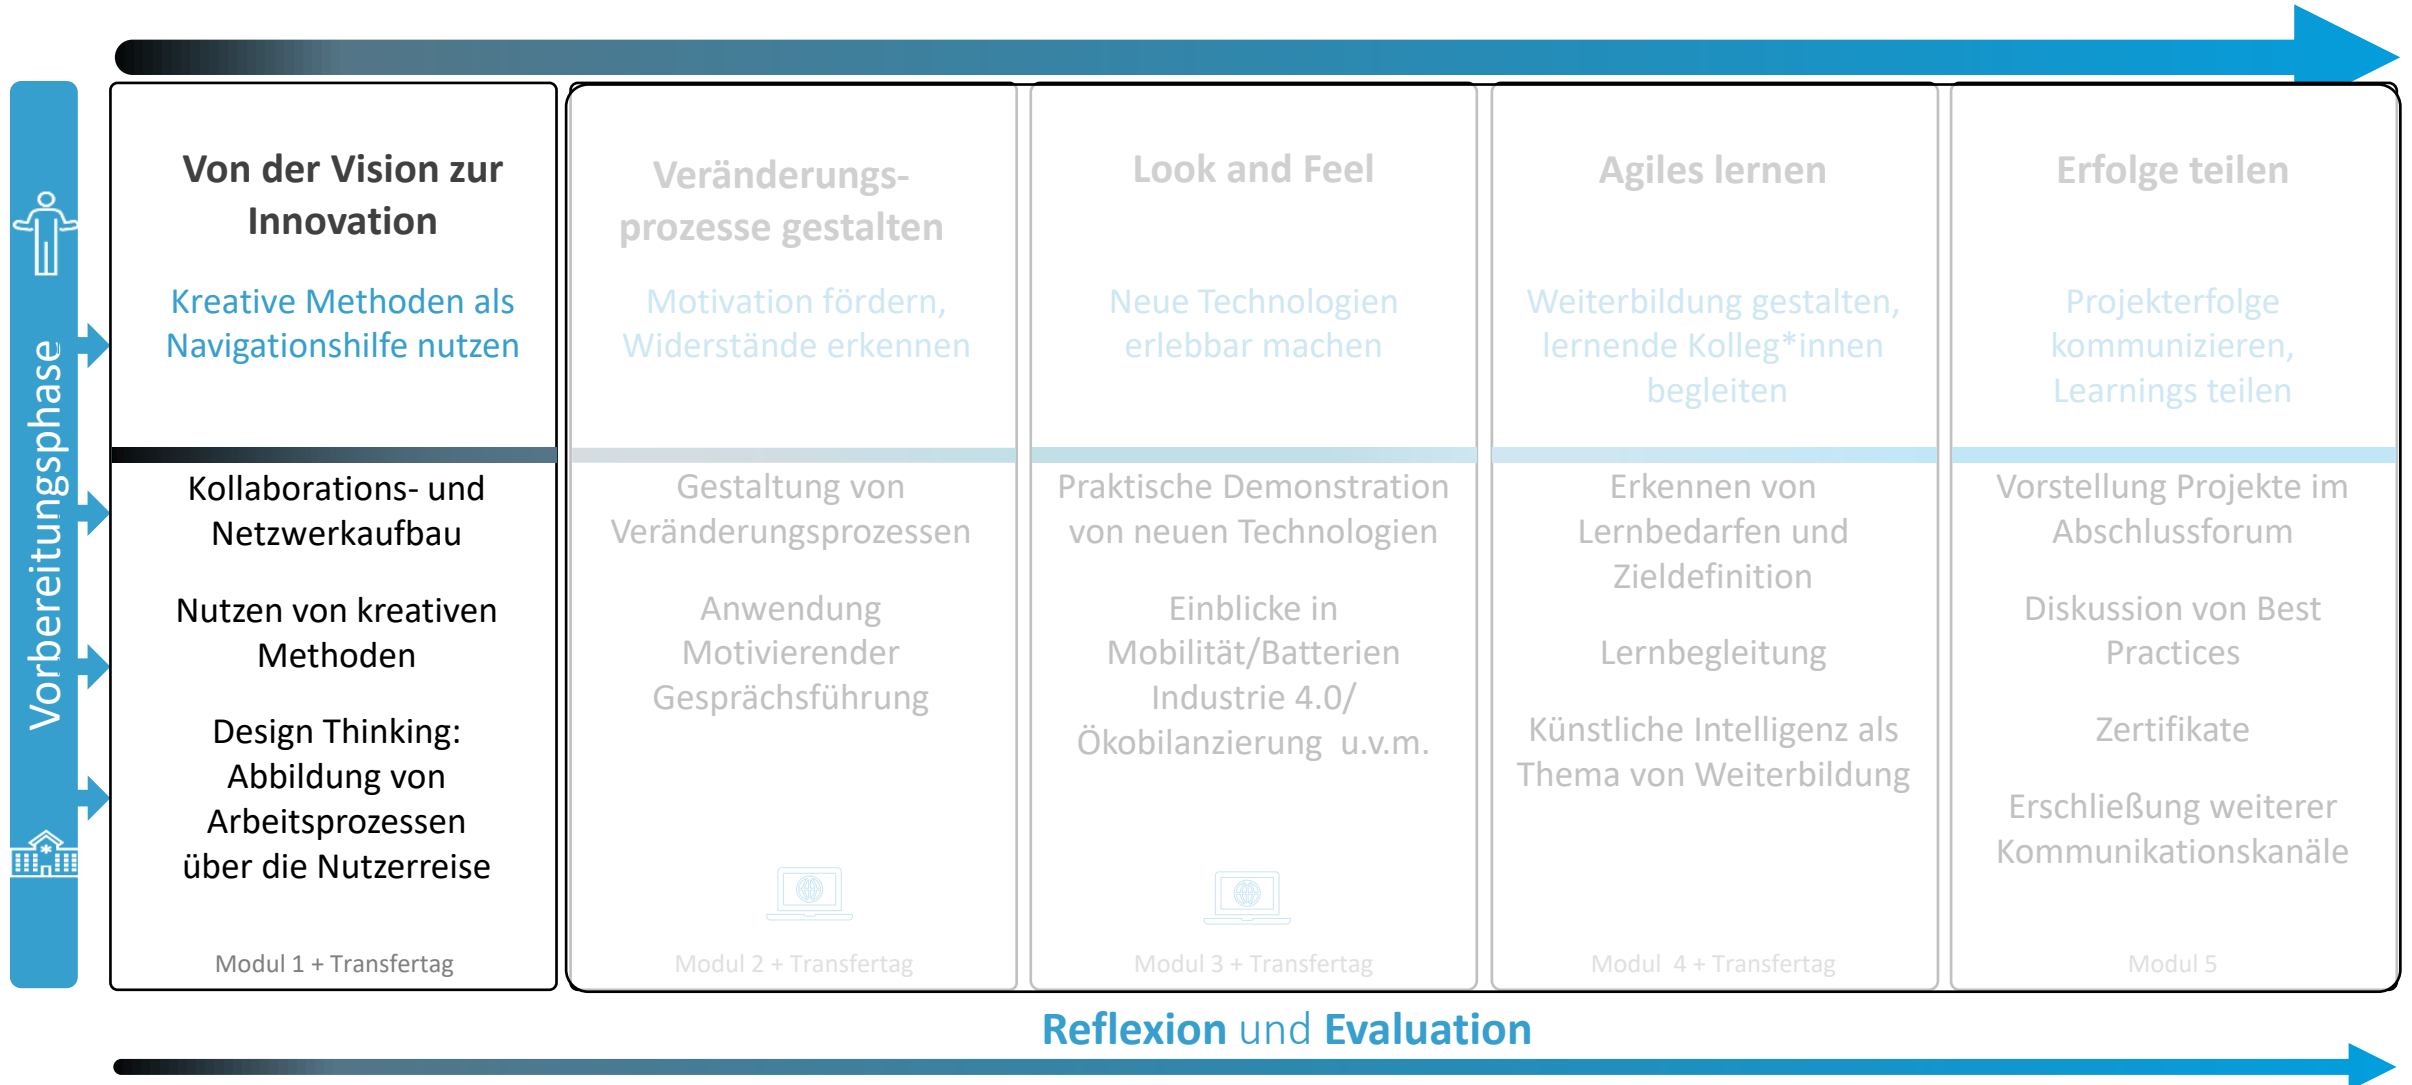 Vorbereitungsphase
Von der Vision zur
Innovation
Kreative Methoden als
Navigationshilfe nutzen
Kollaborations- und
Netzwerkaufbau
Nutzen von kreativen
Methoden
Design Thinking:
Abbildung von
Arbeitsprozessen
über die Nutzerreise
Modul 1 + Transfertag
Veränderungs-
prozesse gestalten
Motivation fördern,
Widerstände erkennen
Gestaltung von
Veränderungsprozessen
Anwendung
Motivierender
Gesprächsführung
Modul 2 + Transfertag
Look and Feel
Neue Technologien
erlebbar machen
Praktische Demonstration
von neuen Technologien
Einblicke in
Mobilität/Batterien
Industrie 4.0/
Ökobilanzierung u.v.m.
Modul 3 + Transfertag
Agiles lernen
Weiterbildung gestalten,
lernende Kolleg*innen
begleiten
Erkennen von
Lernbedarfen und
Zieldefinition
Lernbegleitung
Künstliche Intelligenz als
Thema von Weiterbildung
Modul 4 + Transfertag
Erfolge teilen
Projekterfolge
kommunizieren,
Learnings teilen
Vorstellung Projekte im
Abschlussforum
Diskussion von Best
Practices
Zertifikate
Erschließung weiterer
Kommunikationskanäle
Modul 5
Reflexion und Evaluation